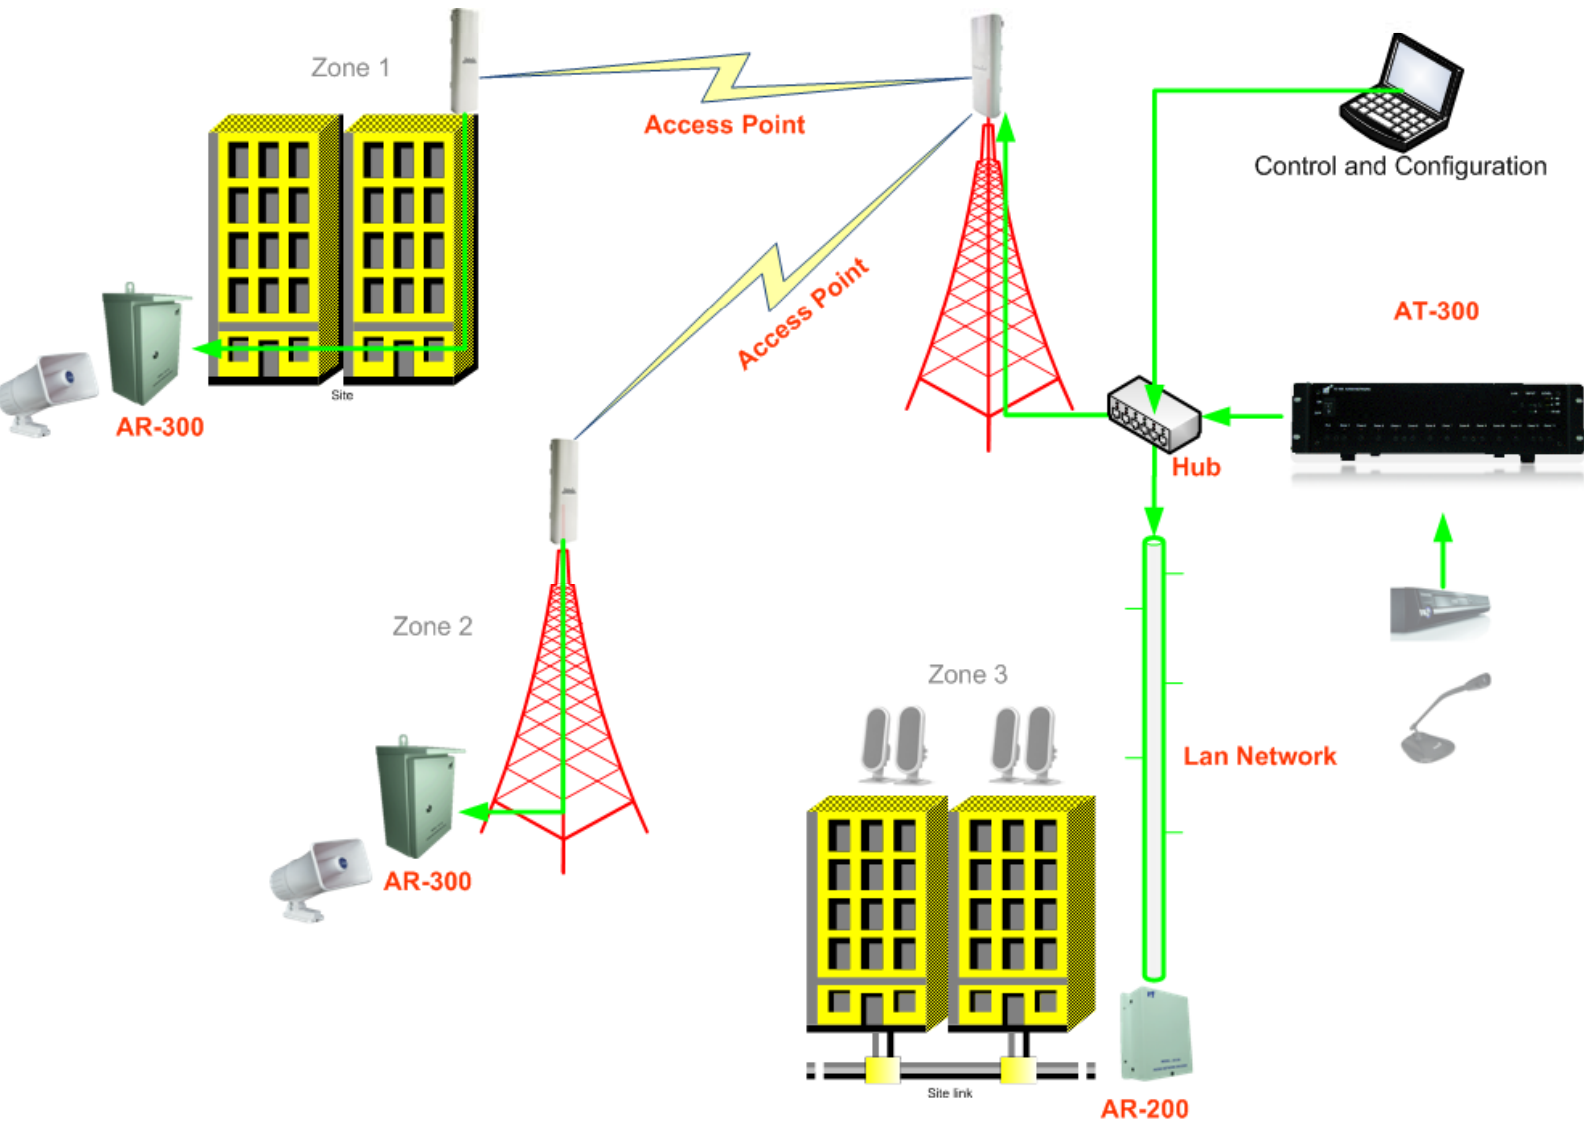 Zone 1
Access Point
Control and Configuration
Access Point
AT-300
Site
AR-300
Hub
Zone 2
Zone 3
Lan Network
AR-300
Site link
AR-200